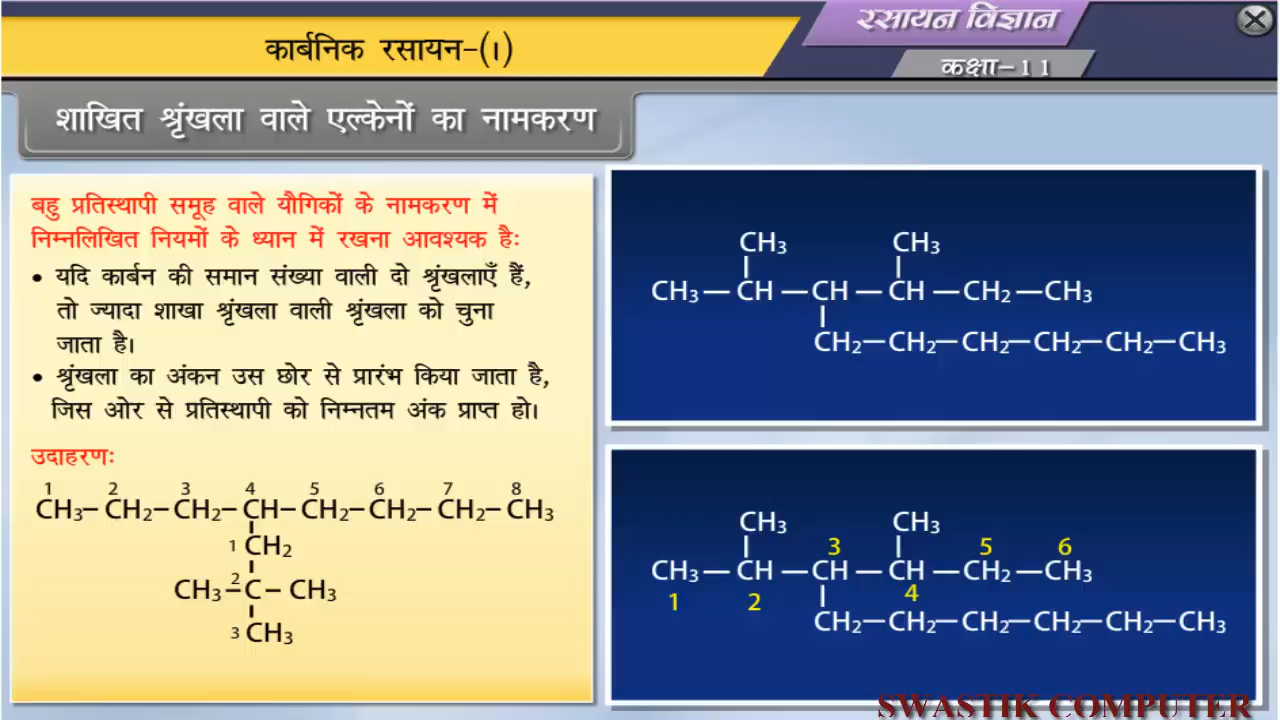 रसायन विज्ञान
कार्बनिक रसायन-(I)
कक्षा-11
शाखित श्रृंखला वाले एल्केनों का नामकरण
बहु प्रतिस्थापी समूह वाले यौगिकों के नामकरण में
निम्नलिखित नियमों के ध्यान में रखना आवश्यक है:
• यदि कार्बन की समान संख्या वाली दो श्रृंखलाएँ हैं,
तो ज्यादा शाखा श्रृंखला वाली श्रृंखला को चुना
जाता है।
• श्रृंखला का अंकन उस छोर से प्रारंभ किया जाता है,
जिस ओर से प्रतिस्थापी को निम्नतम अंक प्राप्त हो।
उदाहरण:
1 2 3 4 5 6 7 8
CH₃– CH₂– CH₂– CH– CH₂– CH₂– CH₂– CH₃
1 CH₂
2
CH₃–C– CH₃
3 CH₃
CH₃ CH₃
CH₃— CH — CH — CH — CH₂ — CH₃
CH₂— CH₂— CH₂— CH₂— CH₂— CH₃
CH₃ CH₃
3 5 6
CH₃— CH — CH — CH — CH₂ — CH₃
1 2 4
CH₂— CH₂— CH₂— CH₂— CH₂— CH₃
SWASTIK COMPUTER